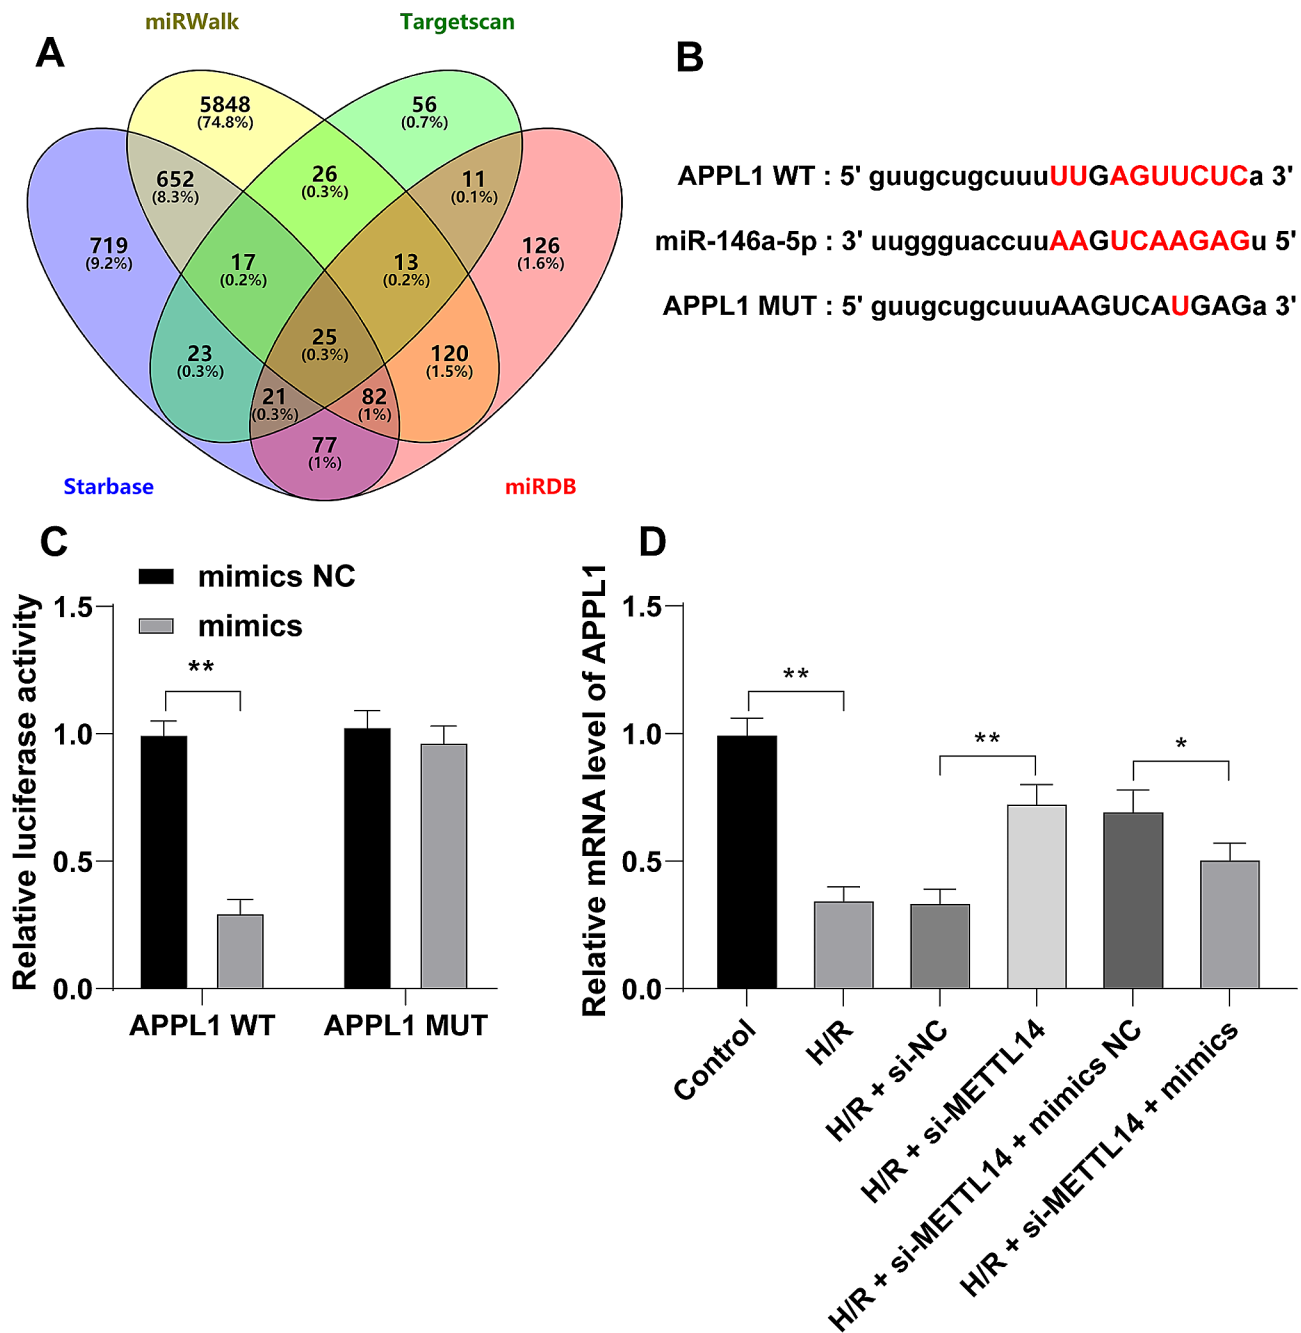 A
miRWalk
Targetscan
5848
(74.8%)
56
(0.7%)
652
(8.3%)
26
(0.3%)
11
(0.1%)
719
(9.2%)
17
(0.2%)
13
(0.2%)
126
(1.6%)
25
(0.3%)
23
(0.3%)
120
(1.5%)
21
(0.3%)
82
(1%)
77
(1%)
Starbase
miRDB
B
APPL1 WT : 5' guugcugcuuuUUGAGUUCUCa 3'
miR-146a-5p : 3' uuggguaccuuAAGUCAAGAGu 5'
APPL1 MUT : 5' guugcugcuuuAAGUCAUGAGa 3'
C
mimics NC
mimics
Relative luciferase activity
1.5
1.0
0.5
0.0
**
APPL1 WT
APPL1 MUT
D
Relative mRNA level of APPL1
1.5
1.0
0.5
0.0
**
**
*
Control
H/R
H/R + si-NC
H/R + si-METTL14
H/R + si-METTL14 + mimics NC
H/R + si-METTL14 + mimics